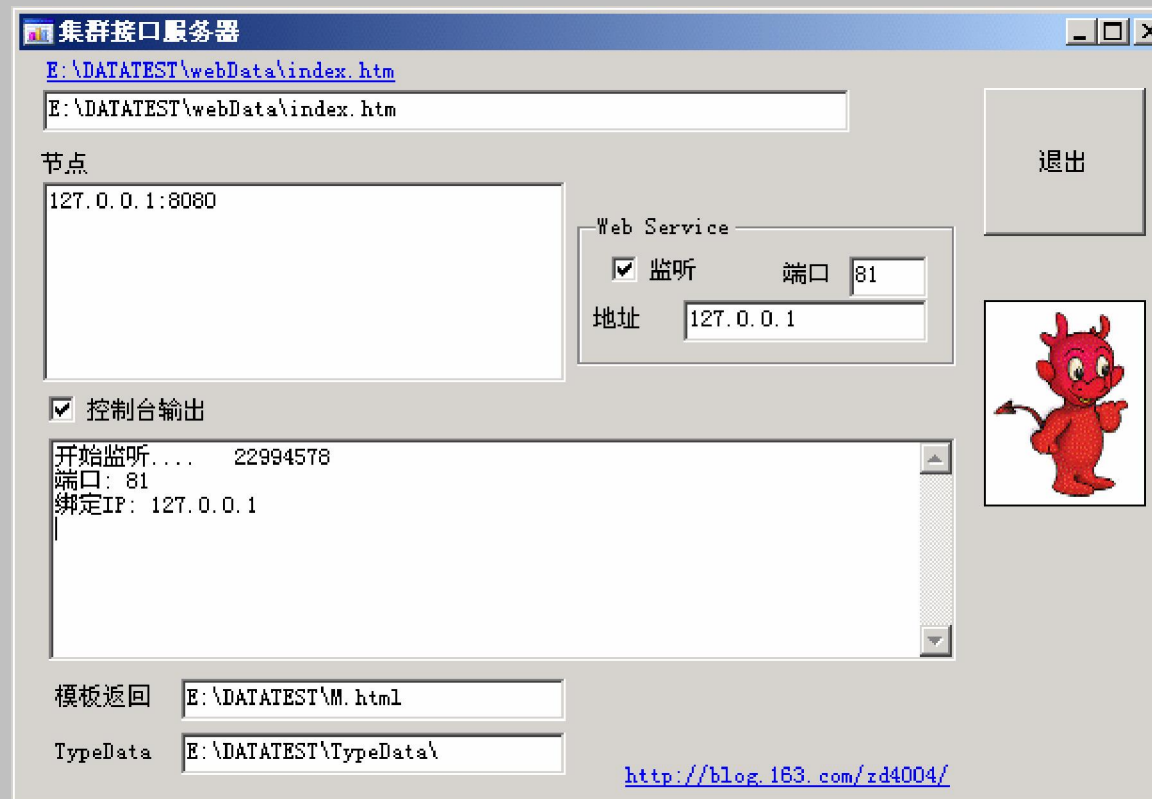 集群接口服务器
E:\DATATEST\webData\index.htm
E:\DATATEST\webData\index.htm
退出
节点
127.0.0.1:8080
Web Service
监听 端口 81
地址 127.0.0.1
控制台输出
开始监听.... 22994578
端口: 81
绑定IP: 127.0.0.1
模板返回 E:\DATATEST\M.html
TypeData E:\DATATEST\TypeData\
http://blog.163.com/zd4004/